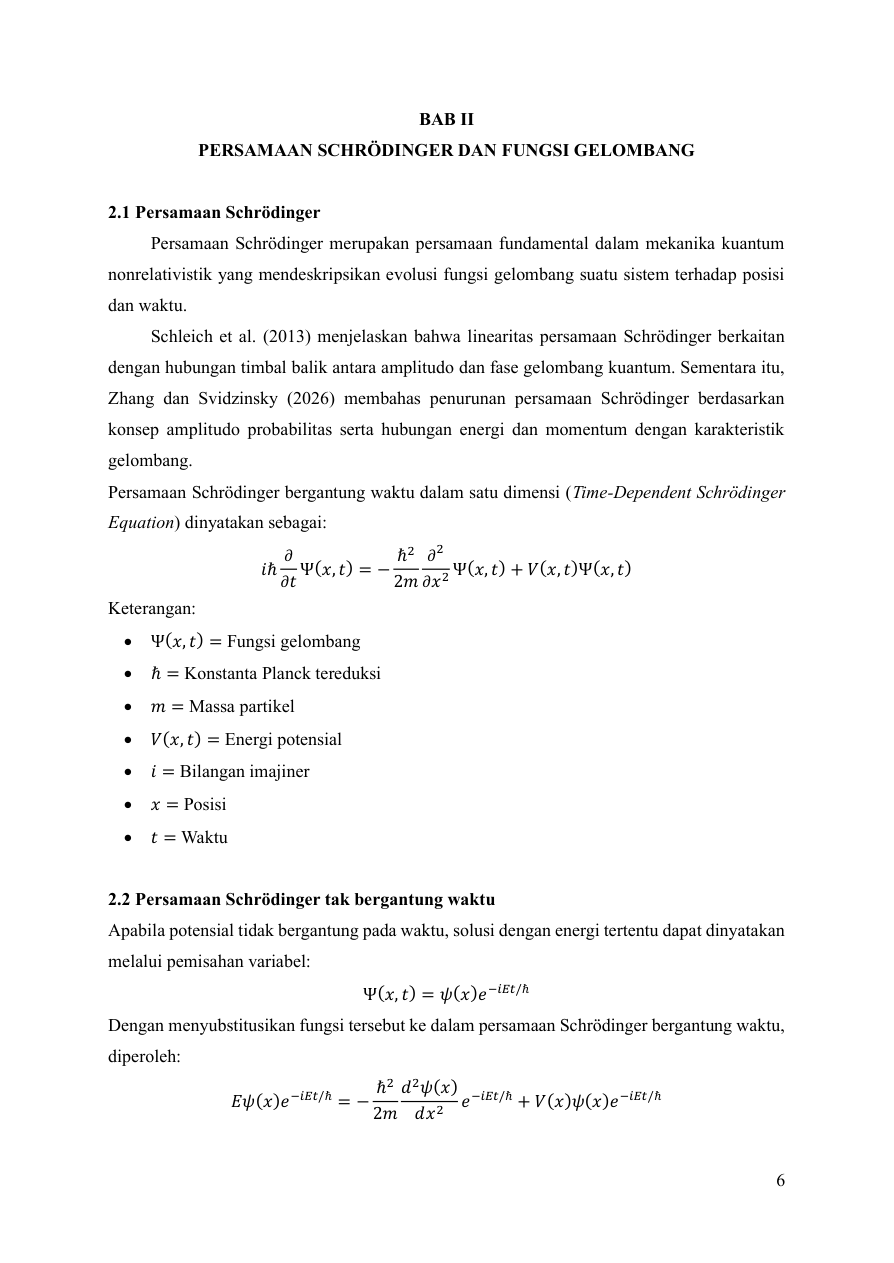 BAB II
PERSAMAAN SCHRÖDINGER DAN FUNGSI GELOMBANG
2.1 Persamaan Schrödinger
Persamaan Schrödinger merupakan persamaan fundamental dalam mekanika kuantum
nonrelativistik yang mendeskripsikan evolusi fungsi gelombang suatu sistem terhadap posisi
dan waktu.
Schleich et al. (2013) menjelaskan bahwa linearitas persamaan Schrödinger berkaitan
dengan hubungan timbal balik antara amplitudo dan fase gelombang kuantum. Sementara itu,
Zhang dan Svidzinsky (2026) membahas penurunan persamaan Schrödinger berdasarkan
konsep amplitudo probabilitas serta hubungan energi dan momentum dengan karakteristik
gelombang.
Persamaan Schrödinger bergantung waktu dalam satu dimensi (Time-Dependent Schrödinger
Equation) dinyatakan sebagai:
iℏ ∂/∂t Ψ(x, t) = − ℏ²/2m ∂²/∂x² Ψ(x, t) + V(x, t)Ψ(x, t)
Keterangan:
• Ψ(x, t) = Fungsi gelombang
• ℏ = Konstanta Planck tereduksi
• m = Massa partikel
• V(x, t) = Energi potensial
• i = Bilangan imajiner
• x = Posisi
• t = Waktu
2.2 Persamaan Schrödinger tak bergantung waktu
Apabila potensial tidak bergantung pada waktu, solusi dengan energi tertentu dapat dinyatakan
melalui pemisahan variabel:
Ψ(x, t) = ψ(x)e^{−iEt/ℏ}
Dengan menyubstitusikan fungsi tersebut ke dalam persamaan Schrödinger bergantung waktu,
diperoleh:
Eψ(x)e^{−iEt/ℏ} = − ℏ²/2m d²ψ(x)/dx² e^{−iEt/ℏ} + V(x)ψ(x)e^{−iEt/ℏ}
6